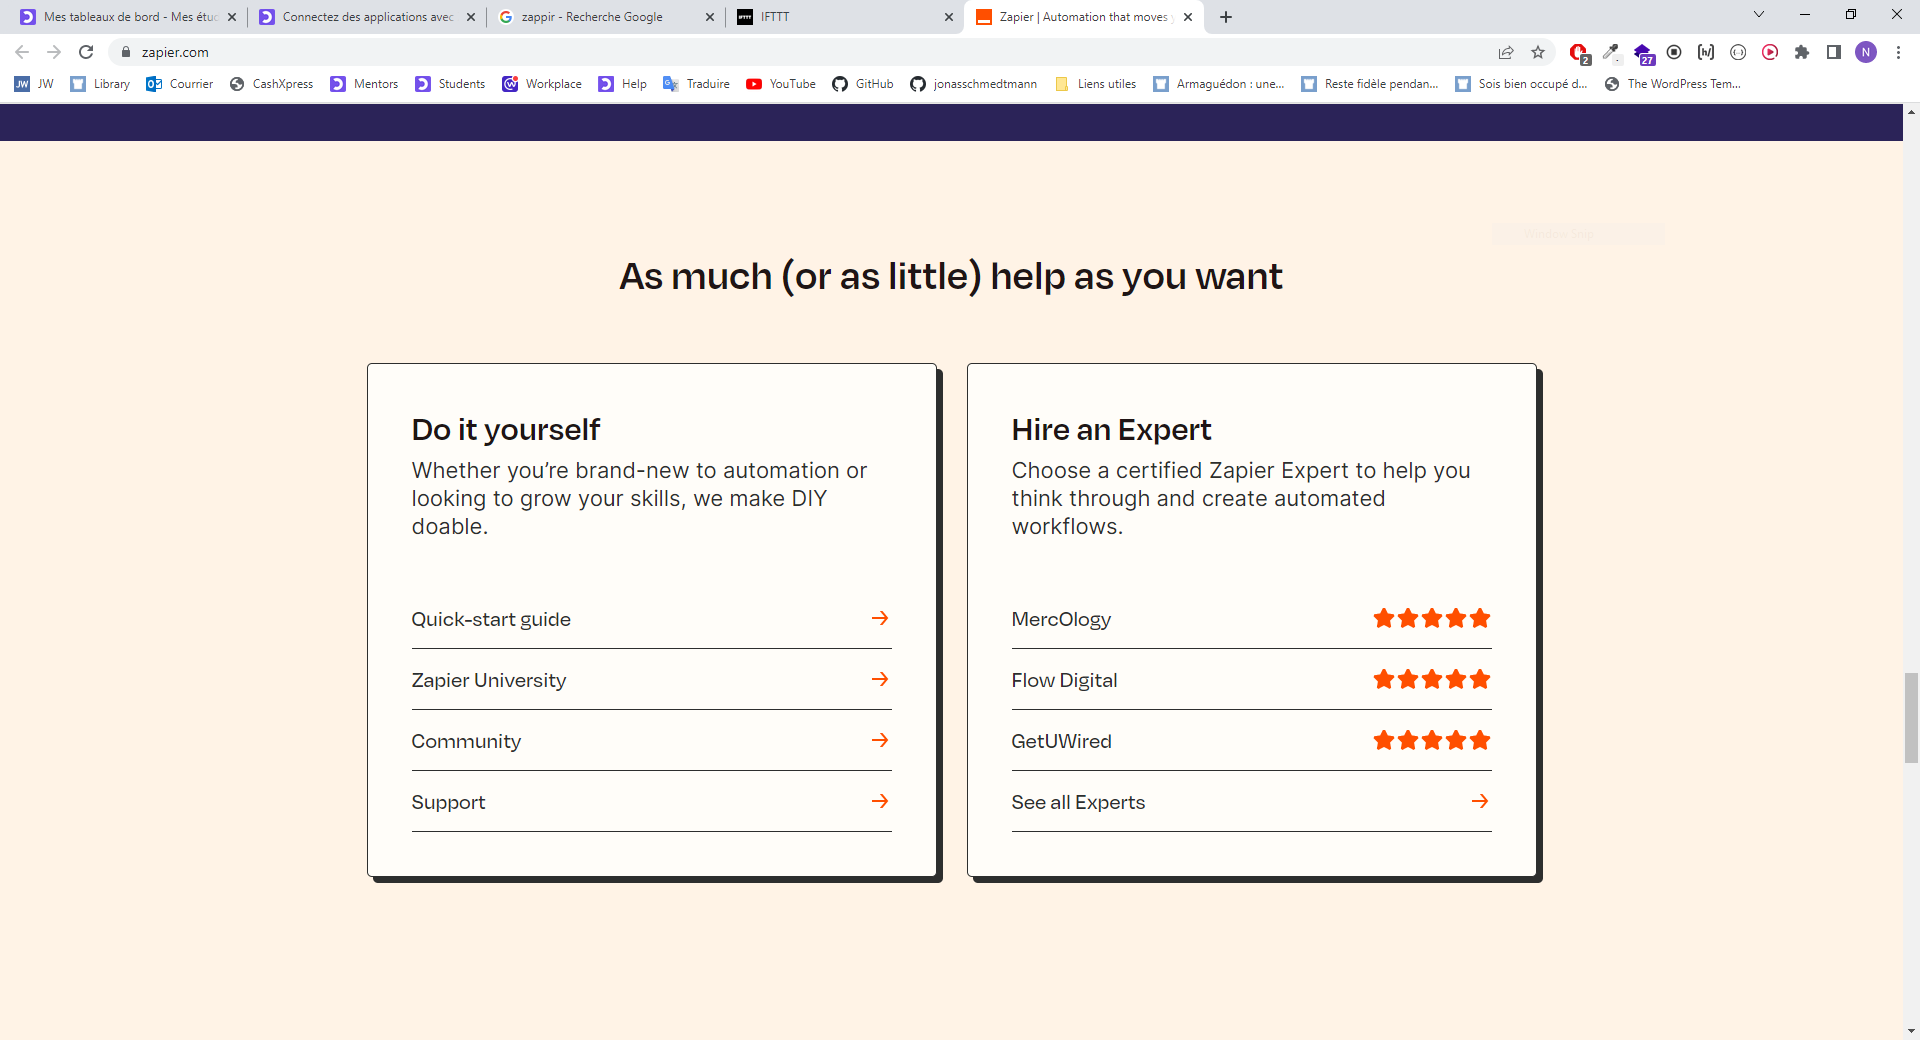 Mes tableaux de bord - Mes étu
Connectez des applications avec
zappir - Recherche Google
IFTTT
IFTTT
Zapier | Automation that moves y
zapier.com
2
27
N
JW JW
Library
Courrier
CashXpress
Mentors
Students
Workplace
Help
Traduire
YouTube
GitHub
jonasschmedtmann
Liens utiles
Armaguédon : une...
Reste fidèle pendan...
Sois bien occupé d...
The WordPress Tem...
As much (or as little) help as you want
Do it yourself
Whether you’re brand-new to automation or
looking to grow your skills, we make DIY
doable.
Quick-start guide
Zapier University
Community
Support
Hire an Expert
Choose a certified Zapier Expert to help you
think through and create automated
workflows.
MercOlogy
Flow Digital
GetUWired
See all Experts